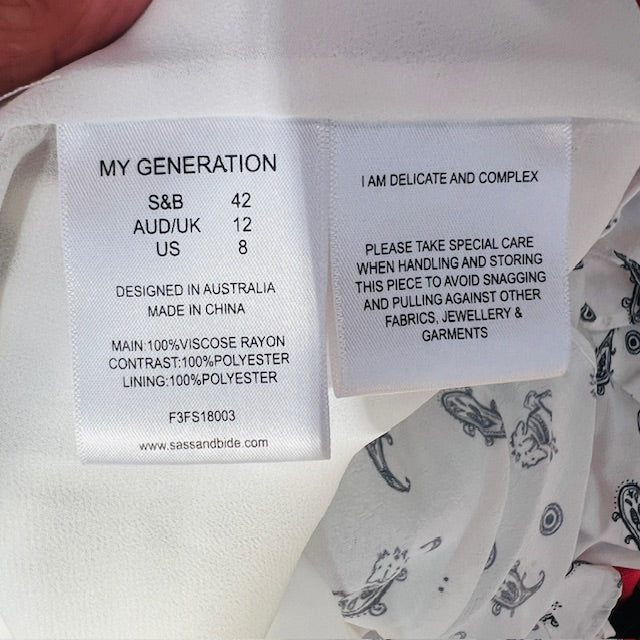 MY GENERATION
S&B 42
AUD/UK 12
US 8
DESIGNED IN AUSTRALIA
MADE IN CHINA
MAIN:100%VISCOSE RAYON
CONTRAST:100%POLYESTER
LINING:100%POLYESTER
F3FS18003
www.sassandbide.com
I AM DELICATE AND COMPLEX
PLEASE TAKE SPECIAL CARE
WHEN HANDLING AND STORING
THIS PIECE TO AVOID SNAGGING
AND PULLING AGAINST OTHER
FABRICS, JEWELLERY &
GARMENTS